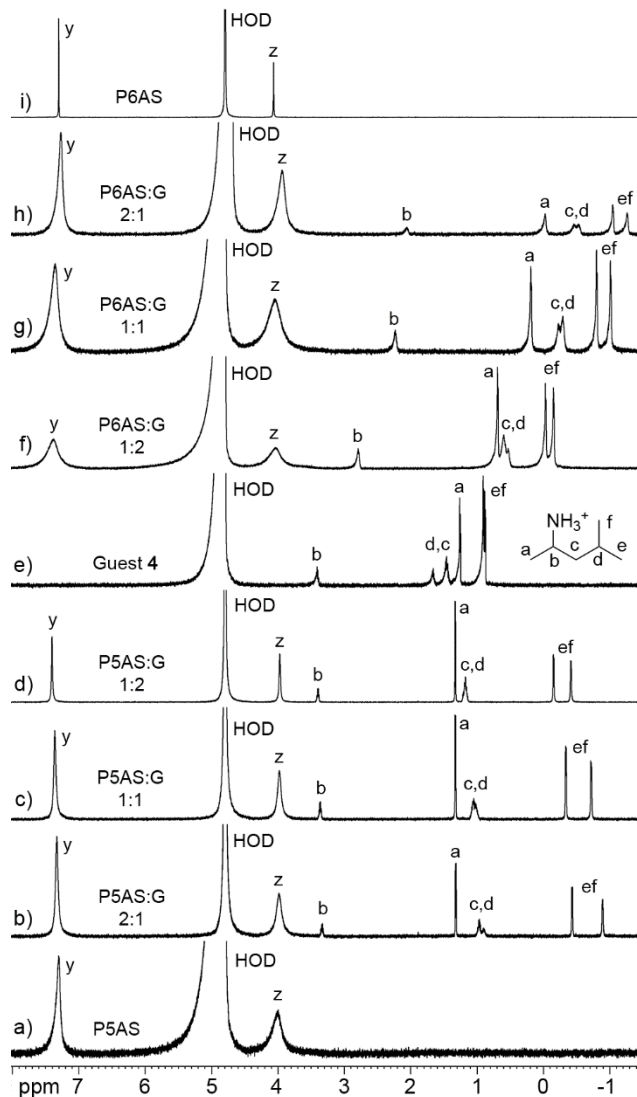 y
HOD
z
i)
P6AS
y
HOD
z
h)
P6AS:G
2:1
b
a
c,d
ef
y
HOD
z
g)
P6AS:G
1:1
b
a
c,d
ef
y
HOD
z
f)
P6AS:G
1:2
b
a
c,d
ef
HOD
e)
Guest 4
b
d,c
a
ef
NH₃⁺
f
a
b
c
d
e
y
HOD
z
d)
P5AS:G
1:2
b
a
c,d
ef
y
HOD
z
c)
P5AS:G
1:1
b
a
c,d
ef
y
HOD
z
b)
P5AS:G
2:1
b
a
c,d
ef
y
HOD
z
a)
P5AS
ppm 7 6 5 4 3 2 1 0 -1